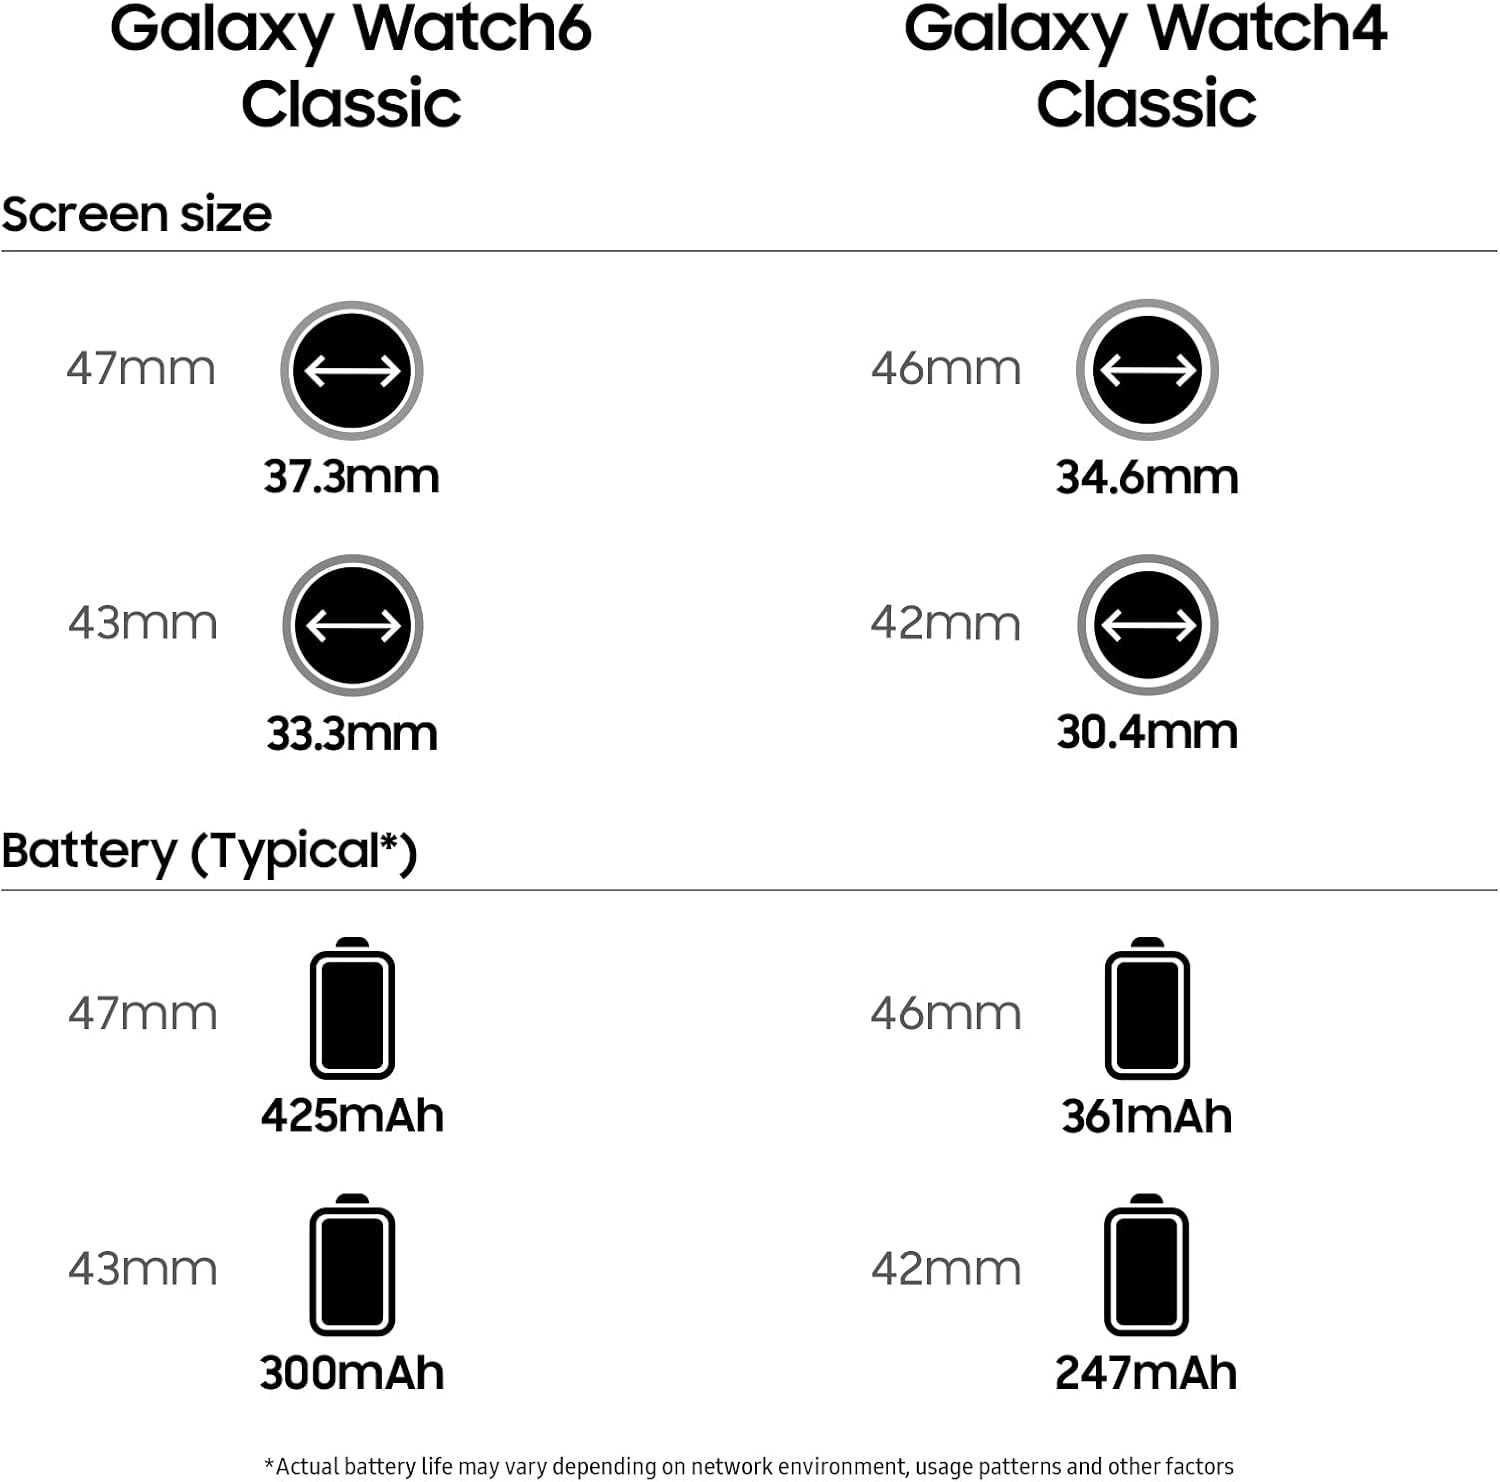 Galaxy Watch6
Classic
Galaxy Watch4
Classic
Screen size
47mm
37.3mm
46mm
34.6mm
43mm
33.3mm
42mm
30.4mm
Battery (Typical*)
47mm
425mAh
46mm
361mAh
43mm
300mAh
42mm
247mAh
*Actual battery life may vary depending on network environment, usage patterns and other factors